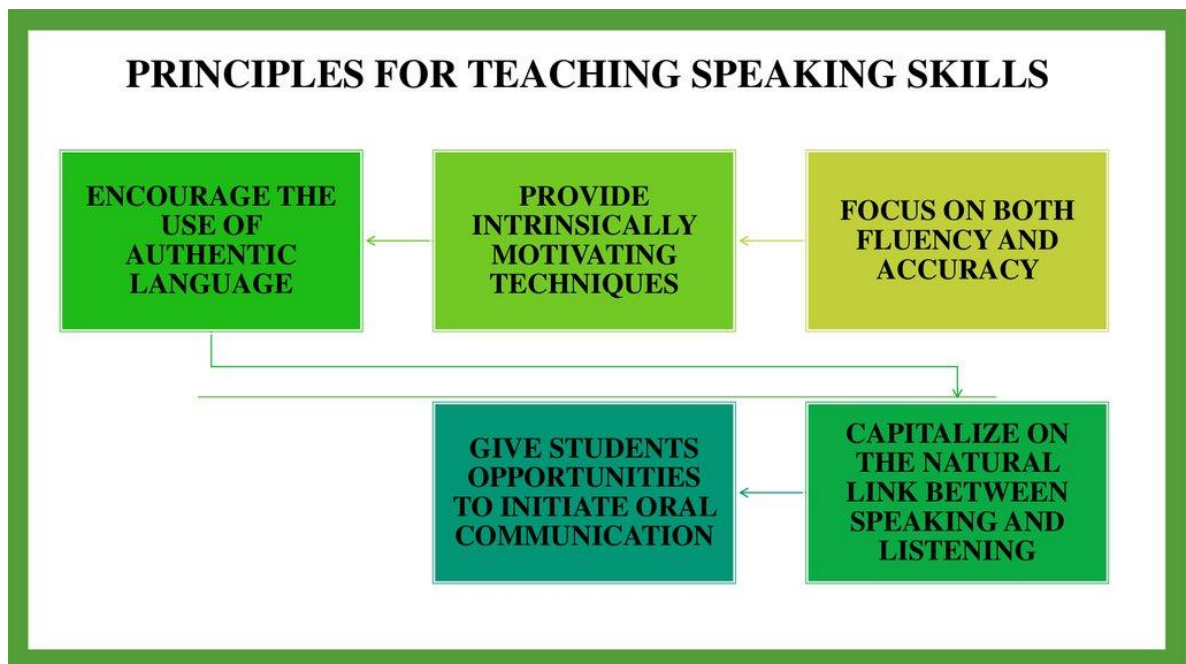 PRINCIPLES FOR TEACHING SPEAKING SKILLS
FOCUS ON BOTH
FLUENCY AND
ACCURACY
PROVIDE
INTRINSICALLY
MOTIVATING
TECHNIQUES
ENCOURAGE THE
USE OF
AUTHENTIC
LANGUAGE
CAPITALIZE ON
THE NATURAL
LINK BETWEEN
SPEAKING AND
LISTENING
GIVE STUDENTS
OPPORTUNITIES
TO INITIATE ORAL
COMMUNICATION